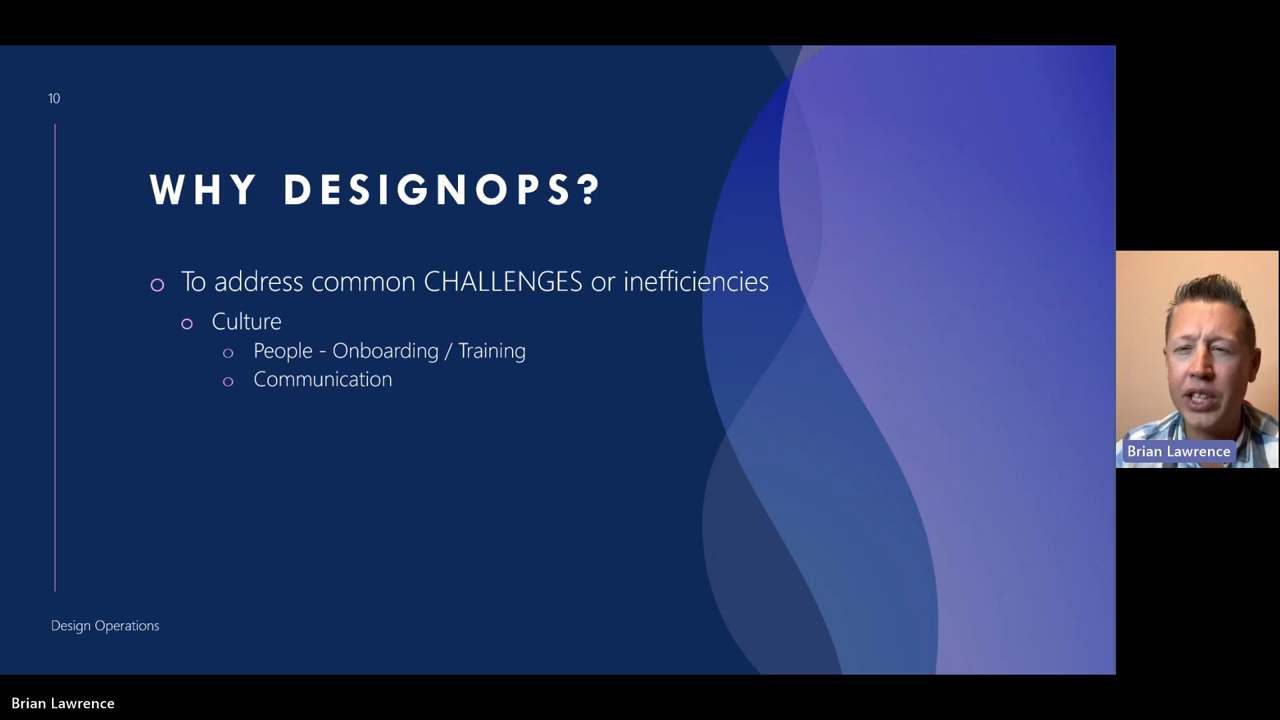 10
WHY DESIGNOPS?
To address common CHALLENGES or inefficiencies
Culture
People - Onboarding / Training
Communication
Design Operations
Brian Lawrence
Brian Lawrence